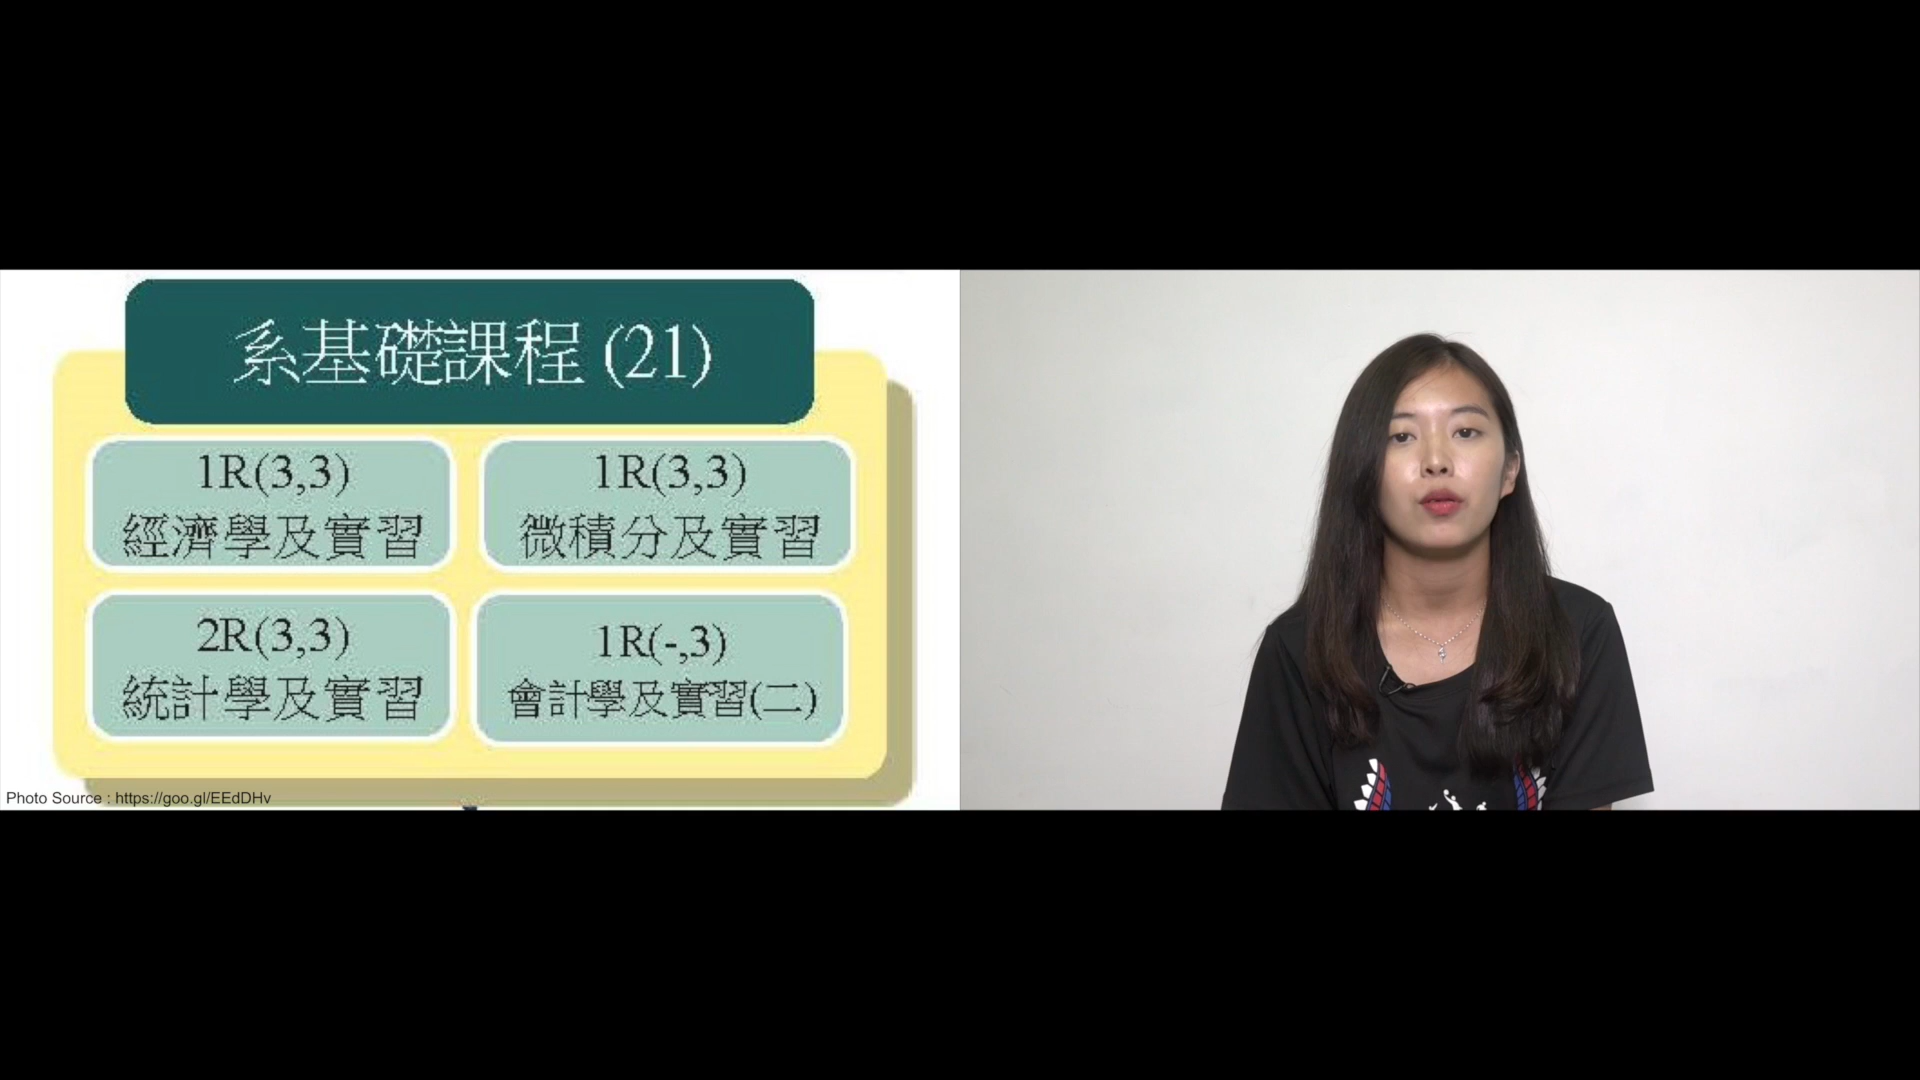 系基礎課程 (21)
1R(3,3)
經濟學及實習
1R(3,3)
微積分及實習
2R(3,3)
統計學及實習
1R(-,3)
會計學及實習(二)
Photo Source : https://goo.gl/EEdDHv